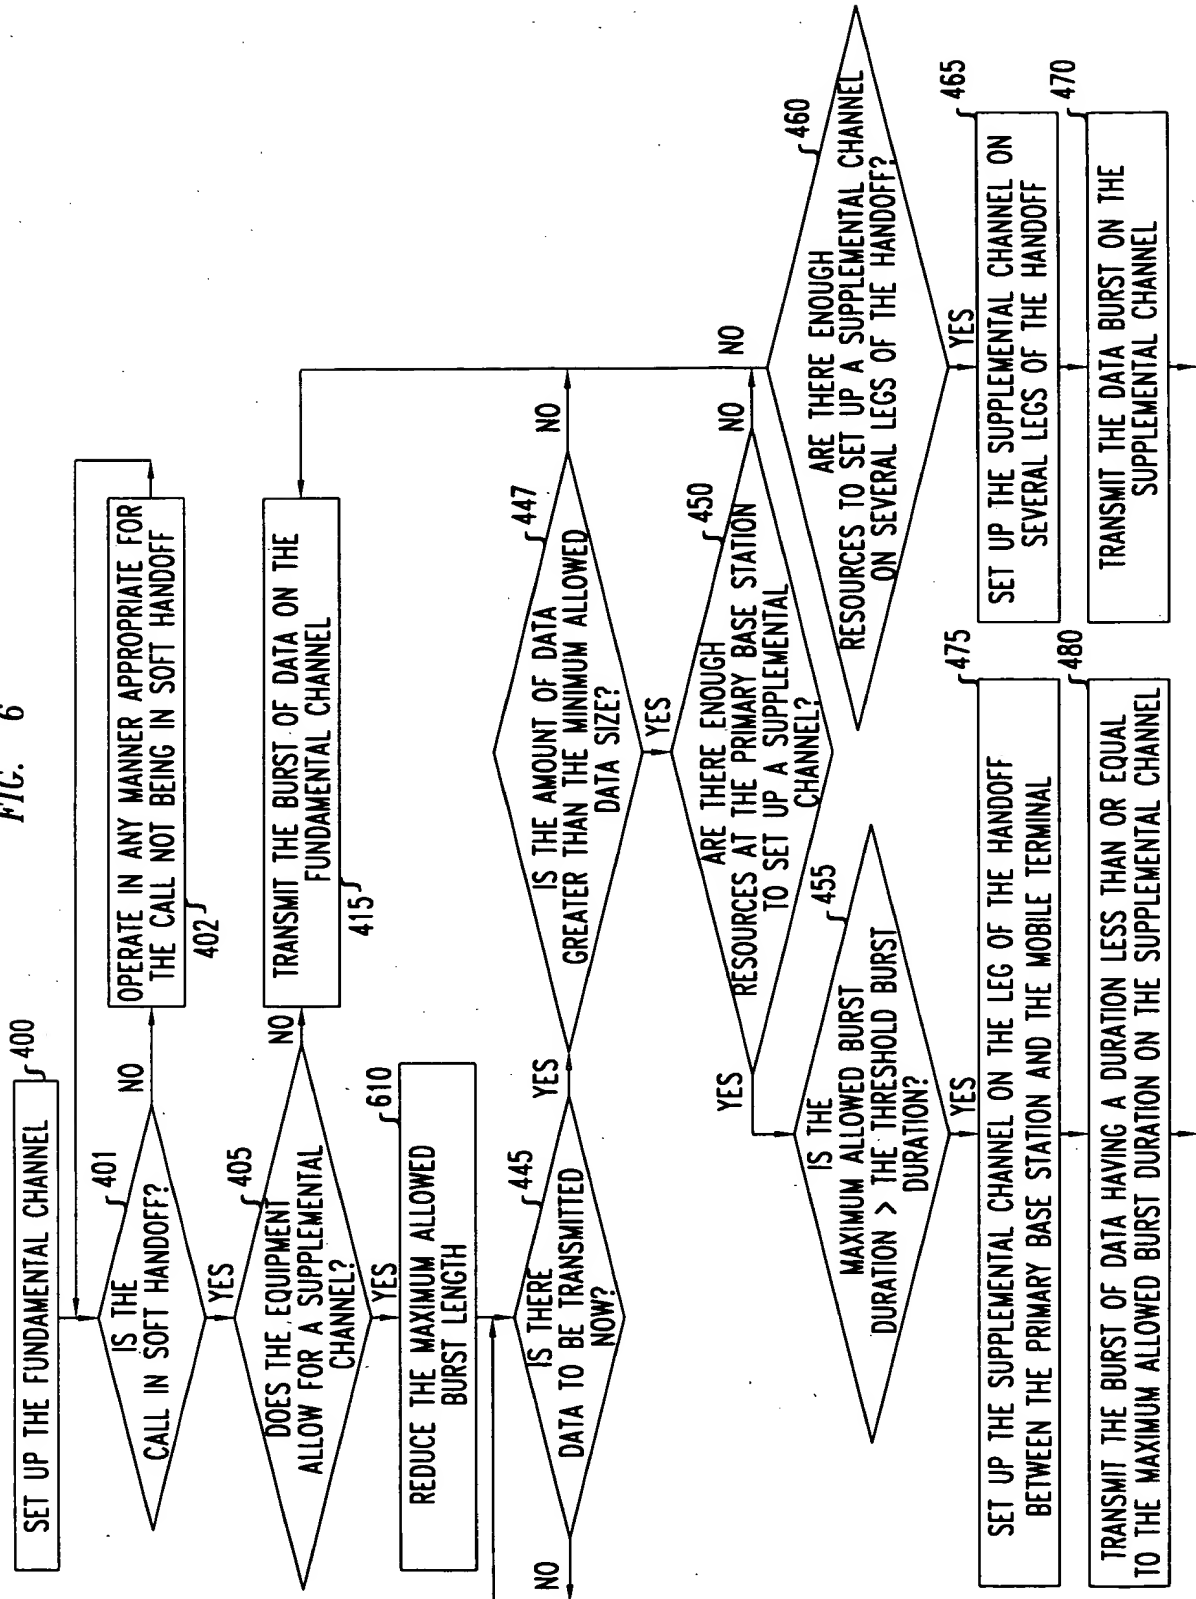 FIG. 6
SET UP THE FUNDAMENTAL CHANNEL
400
IS THE
CALL IN SOFT HANDOFF?
401
NO
OPERATE IN ANY MANNER APPROPRIATE FOR
THE CALL NOT BEING IN SOFT HANDOFF
402
YES
DOES THE EQUIPMENT
ALLOW FOR A SUPPLEMENTAL
CHANNEL?
405
NO
TRANSMIT THE BURST OF DATA ON THE
FUNDAMENTAL CHANNEL
415
YES
REDUCE THE MAXIMUM ALLOWED
BURST LENGTH
610
IS THERE
DATA TO BE TRANSMITTED
NOW?
445
NO
YES
IS THE AMOUNT OF DATA
GREATER THAN THE MINIMUM ALLOWED
DATA SIZE?
447
NO
YES
ARE THERE ENOUGH
RESOURCES AT THE PRIMARY BASE STATION
TO SET UP A SUPPLEMENTAL
CHANNEL?
450
NO
YES
IS THE
MAXIMUM ALLOWED BURST
DURATION > THE THRESHOLD BURST
DURATION?
455
ARE THERE ENOUGH
RESOURCES TO SET UP A SUPPLEMENTAL CHANNEL
ON SEVERAL LEGS OF THE HANDOFF?
460
NO
YES
SET UP THE SUPPLEMENTAL CHANNEL ON THE LEG OF THE HANDOFF
BETWEEN THE PRIMARY BASE STATION AND THE MOBILE TERMINAL
475
YES
SET UP THE SUPPLEMENTAL CHANNEL ON
SEVERAL LEGS OF THE HANDOFF
465
TRANSMIT THE BURST OF DATA HAVING A DURATION LESS THAN OR EQUAL
TO THE MAXIMUM ALLOWED BURST DURATION ON THE SUPPLEMENTAL CHANNEL
480
TRANSMIT THE DATA BURST ON THE
SUPPLEMENTAL CHANNEL
470